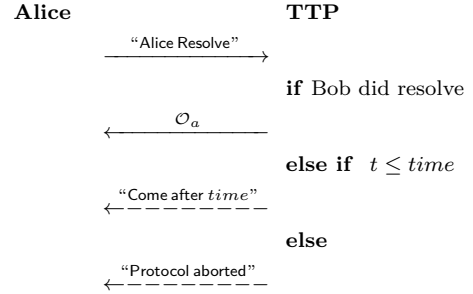 Alice TTP
“Alice Resolve”
if Bob did resolve
𝒪ₐ
else if t ≤ time
“Come after time”
else
“Protocol aborted”